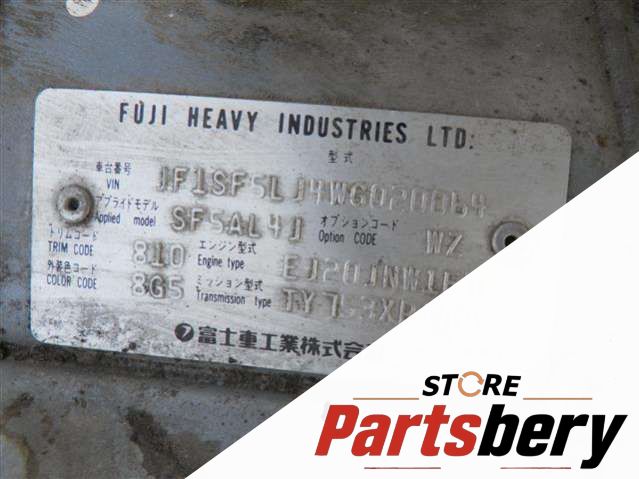 FUJI HEAVY INDUSTRIES LTD.
型式
車台番号
VIN JF1SF5LJ4WG020064
アプライドモデル
Applied model SF5AL4J オプションコード Option CODE WZ
トリムコード
TRIM CODE 810 エンジン型式 Engine type
外装色コード
COLOR CODE 8G5 ミッション型式 Transmission type
富士重工業株式会
STORE
Partsbery